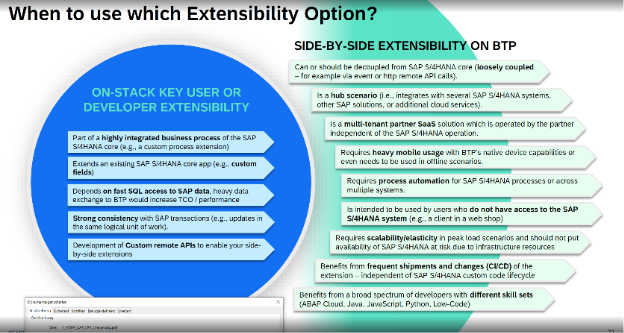 When to use which Extensibility Option?
SIDE-BY-SIDE EXTENSIBILITY ON BTP
ON-STACK KEY USER OR
DEVELOPER EXTENSIBILITY
Part of a highly integrated business process of the SAP
S/4HANA core (e.g., a custom process extension)
Extends an existing SAP S/4HANA core app (e.g., custom
fields)
Depends on fast SQL access to SAP data, heavy data
exchange to BTP would increase TCO / performance
Strong consistency with SAP transactions (e.g., updates in
the same logical unit of work).
Development of Custom remote APIs to enable your side-
by-side extensions
Can or should be decoupled from SAP S/4HANA core (loosely coupled
– for example via event or http remote API calls).
Is a hub scenario (i.e., integrates with several SAP S/4HANA systems,
other SAP solutions, or additional cloud services).
Is a multi-tenant partner SaaS solution which is operated by the partner
independent of the SAP S/4HANA operation.
Requires heavy mobile usage with BTP's native device capabilities or
even needs to be used in offline scenarios.
Requires process automation for SAP S/4HANA processes or across
multiple systems.
Is intended to be used by users who do not have access to the SAP
S/4HANA system (e.g., a client in a web shop)
Requires scalability/elasticity in peak load scenarios and should not put
availability of SAP S/4HANA at risk due to infrastructure resources
Benefits from frequent shipments and changes (CI/CD) of the
extension – independent of S/4HANA custom code lifecycle
Benefits from a broad spectrum of developers with different skill sets
(ABAP Cloud, Java, JavaScript, Python, Low-Code)